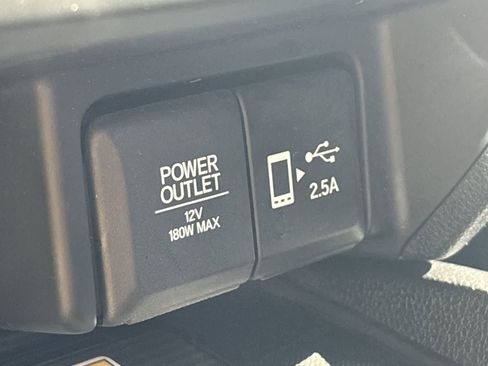 POWER
OUTLET
12V
180W MAX
2.5A